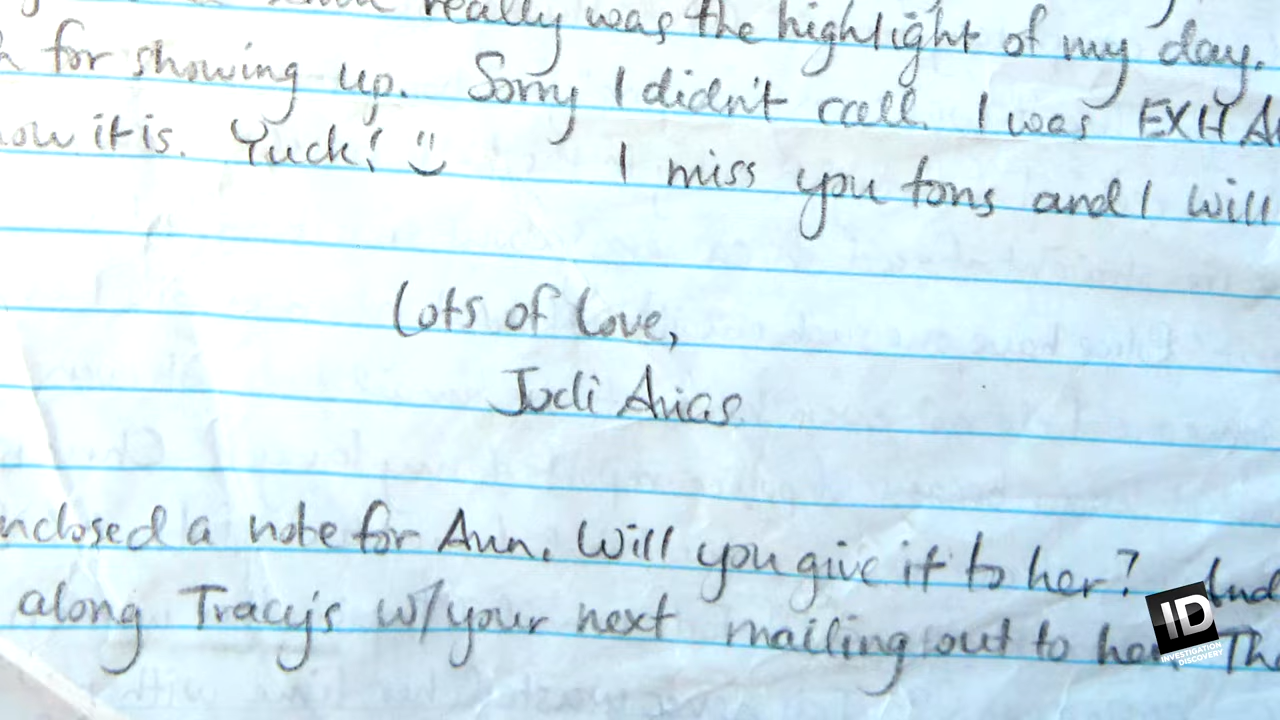 really was the highlight of my day.
for showing up. Sorry I didn't call. I was EXHA
ow it is. Yuck! I miss you tons and I will
Lots of Love,
Jodi Arias
nclosed a note for Ann. Will you give it to her? And
along Tracy's w/your next mailing out to her. Th
ID
INVESTIGATION
DISCOVERY